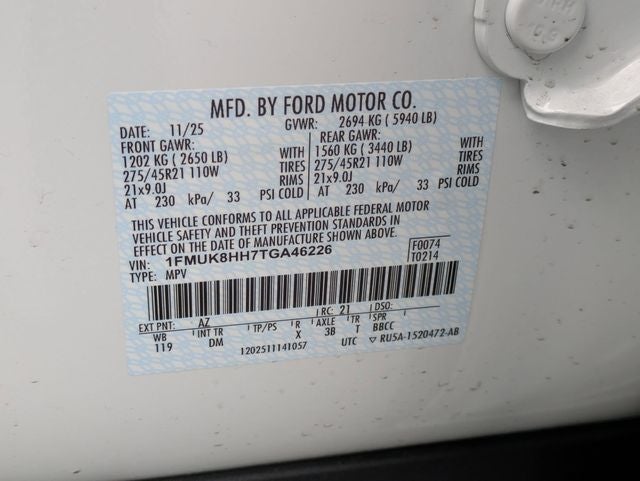 MFD. BY FORD MOTOR CO.
DATE: 11/25 GVWR: 2694 KG ( 5940 LB)
FRONT GAWR: REAR GAWR:
1202 KG ( 2650 LB) WITH 1560 KG ( 3440 LB) WITH
275/45R21 110W TIRES 275/45R21 110W TIRES
21x9.0J RIMS 21x9.0J RIMS
AT 230 kPa/ 33 PSI COLD AT 230 kPa/ 33 PSI COLD
THIS VEHICLE CONFORMS TO ALL APPLICABLE FEDERAL MOTOR
VEHICLE SAFETY AND THEFT PREVENTION STANDARDS IN
EFFECT ON THE DATE OF MANUFACTURE SHOWN ABOVE.
VIN: 1FMUK8HH7TGA46226 F0074
TYPE: MPV T0214
EXT PNT: AZ RC: 21 DSO:
WB INT TR TP/PS R AXLE TR SPR
119 DM X 3B T BBCC
1202511141057 UTC ▽ RU5A-1520472-AB